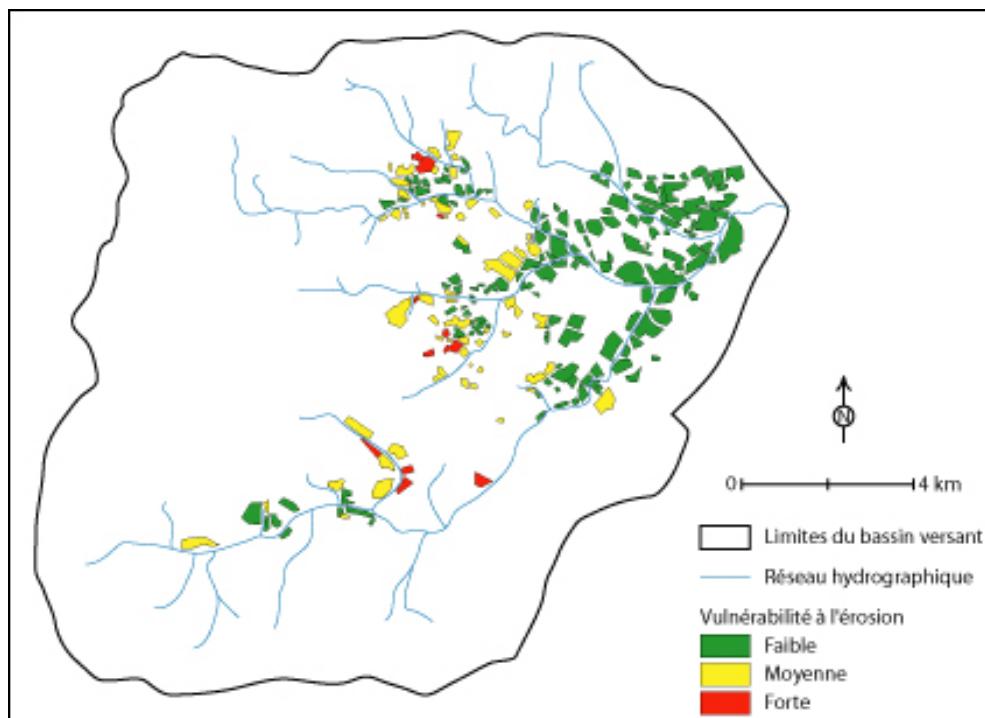 N
0 4 km
Limites du bassin versant
Réseau hydrographique
Vulnérabilité à l'érosion
Faible
Moyenne
Forte